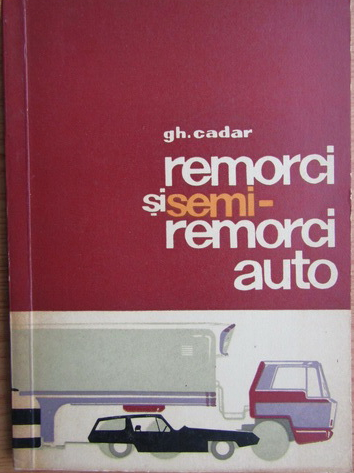 gh.cadar
remorci
și semi-
remorci
auto